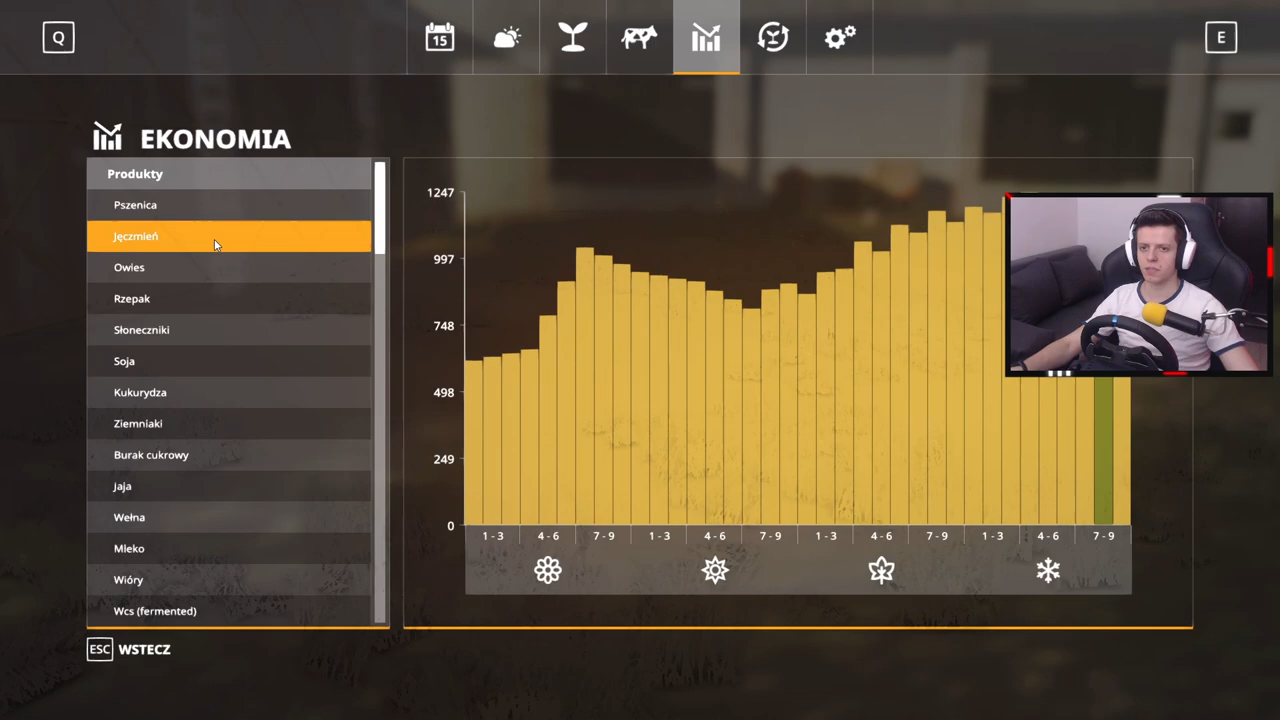 Q
15
E
EKONOMIA
Produkty
Pszenica
Jęczmień
Owies
Rzepak
Słoneczniki
Soja
Kukurydza
Ziemniaki
Burak cukrowy
Jaja
Wełna
Mleko
Wióry
Wcs (fermented)
1247
997
748
498
249
0
1 - 3 4 - 6 7 - 9 1 - 3 4 - 6 7 - 9 1 - 3 4 - 6 7 - 9 1 - 3 4 - 6 7 - 9
ESC WSTECZ